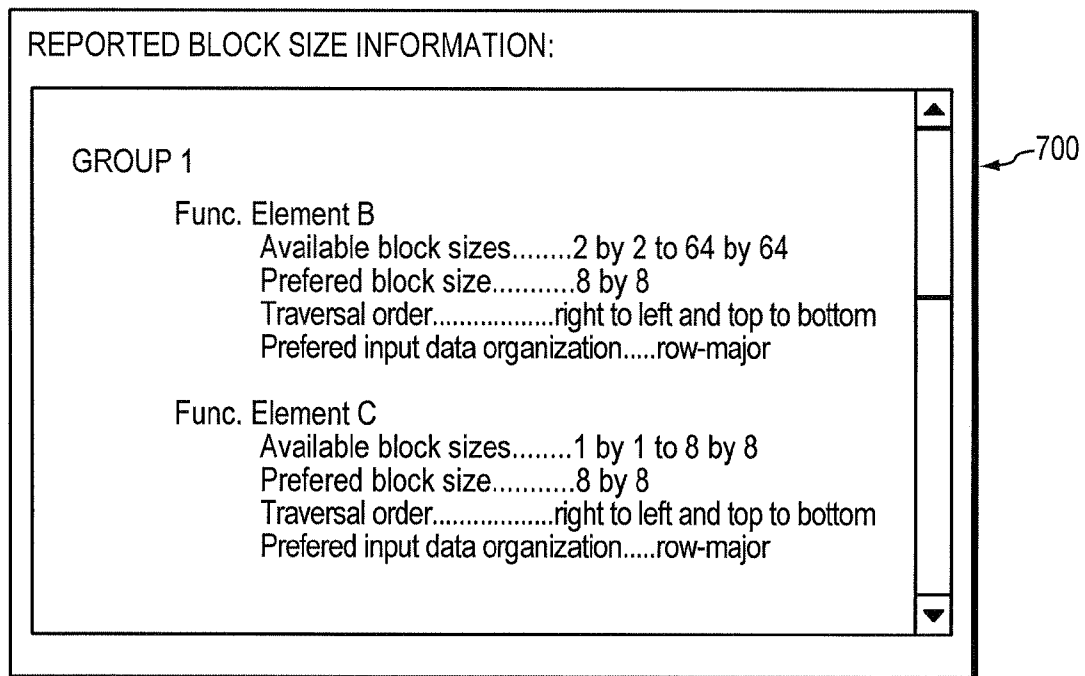 REPORTED BLOCK SIZE INFORMATION:
700
GROUP 1
Func. Element B
Available block sizes........2 by 2 to 64 by 64
Prefered block size...........8 by 8
Traversal order..................right to left and top to bottom
Prefered input data organization.....row-major
Func. Element C
Available block sizes........1 by 1 to 8 by 8
Prefered block size...........8 by 8
Traversal order..................right to left and top to bottom
Prefered input data organization.....row-major